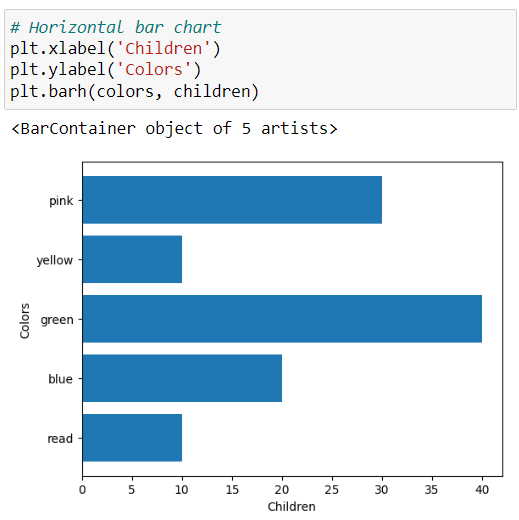 # Horizontal bar chart
plt.xlabel('Children')
plt.ylabel('Colors')
plt.barh(colors, children)
<BarContainer object of 5 artists>
pink
yellow
green
blue
read
Colors
0 5 10 15 20 25 30 35 40
Children